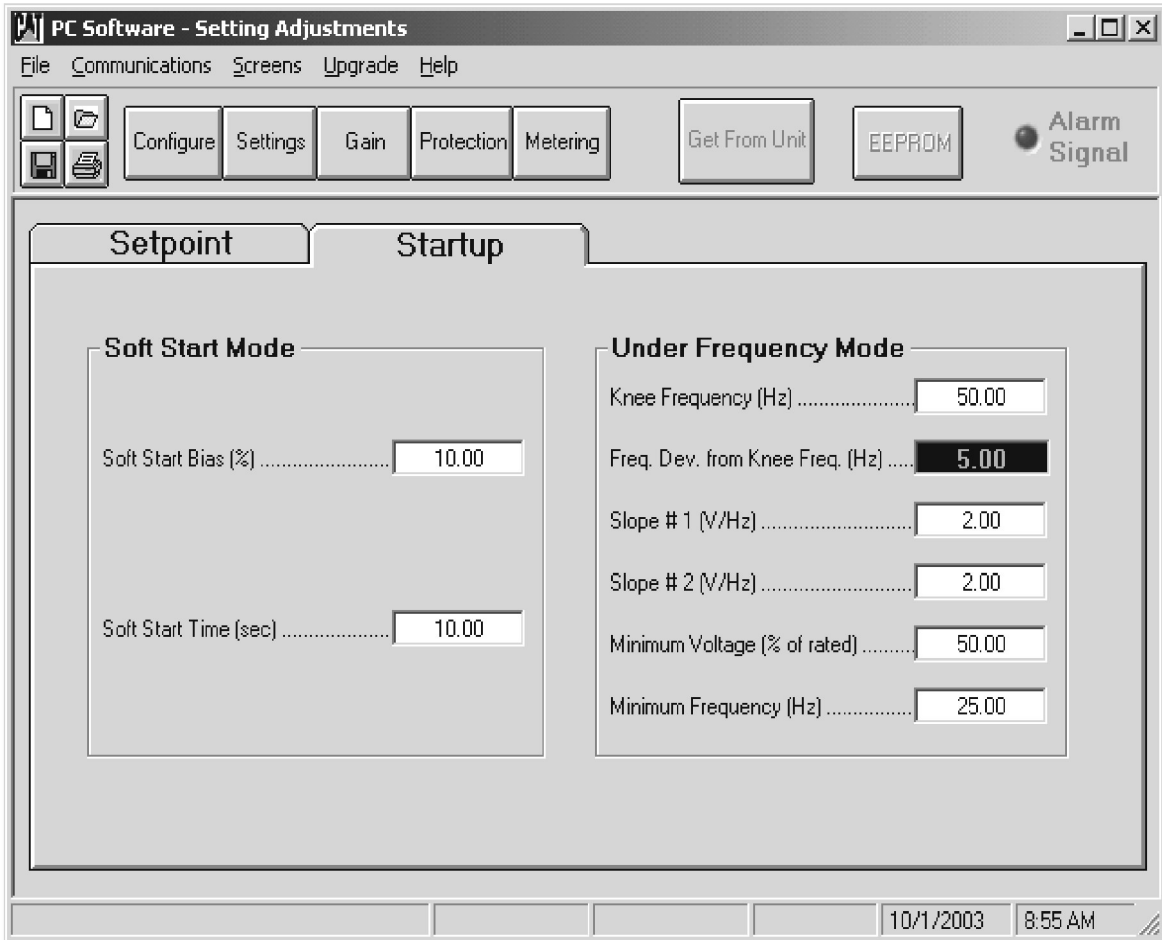 PC Software - Setting Adjustments
File Communications Screens Upgrade Help
Configure Settings Gain Protection Metering Get From Unit EEPROM Alarm Signal
Setpoint Startup
Soft Start Mode
Soft Start Bias (%) ........................ 10.00
Soft Start Time (sec) .................... 10.00
Under Frequency Mode
Knee Frequency (Hz) ...................... 50.00
Freq. Dev. from Knee Freq. (Hz) ..... 5.00
Slope # 1 (V/Hz) ............................ 2.00
Slope # 2 (V/Hz) ............................ 2.00
Minimum Voltage (% of rated) .......... 50.00
Minimum Frequency (Hz) ................ 25.00
10/1/2003 8:55 AM